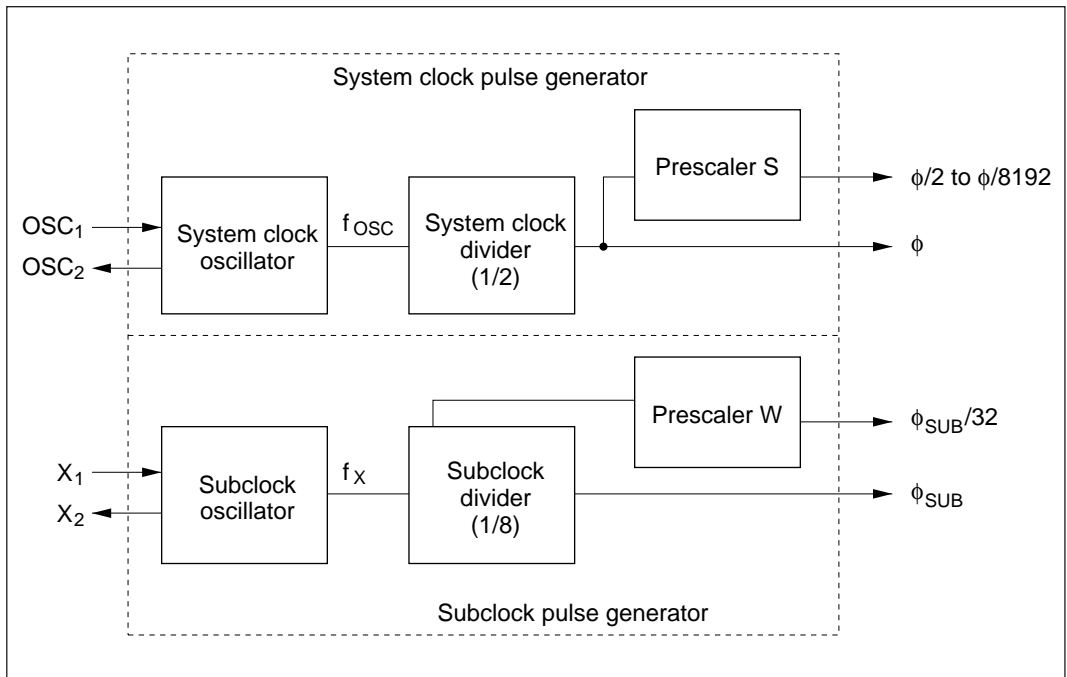 System clock pulse generator
Prescaler S
ϕ/2 to ϕ/8192
OSC1
OSC2
System clock
oscillator
fOSC
System clock
divider
(1/2)
ϕ
Prescaler W
ϕSUB/32
X1
X2
Subclock
oscillator
fX
Subclock
divider
(1/8)
ϕSUB
Subclock pulse generator